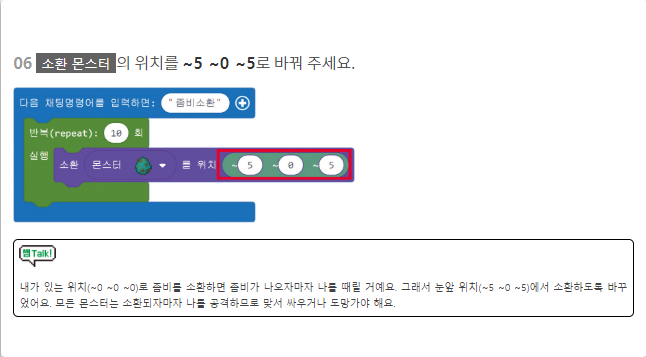 06 소환 몬스터의 위치를 ~5 ~0 ~5로 바꿔 주세요.
다음 채팅명령어를 입력하면: "좀비소환"
반복(repeat): 10 회
실행 소환 몬스터 를 위치 ~5 ~0 ~5
쌤Talk!
내가 있는 위치(~0 ~0 ~0)로 좀비를 소환하면 좀비가 나오자마자 나를 때릴 거예요. 그래서 눈앞 위치(~5 ~0 ~5)에서 소환하도록 바꾸
었어요. 모든 몬스터는 소환되자마자 나를 공격하므로 맞서 싸우거나 도망가야 해요.